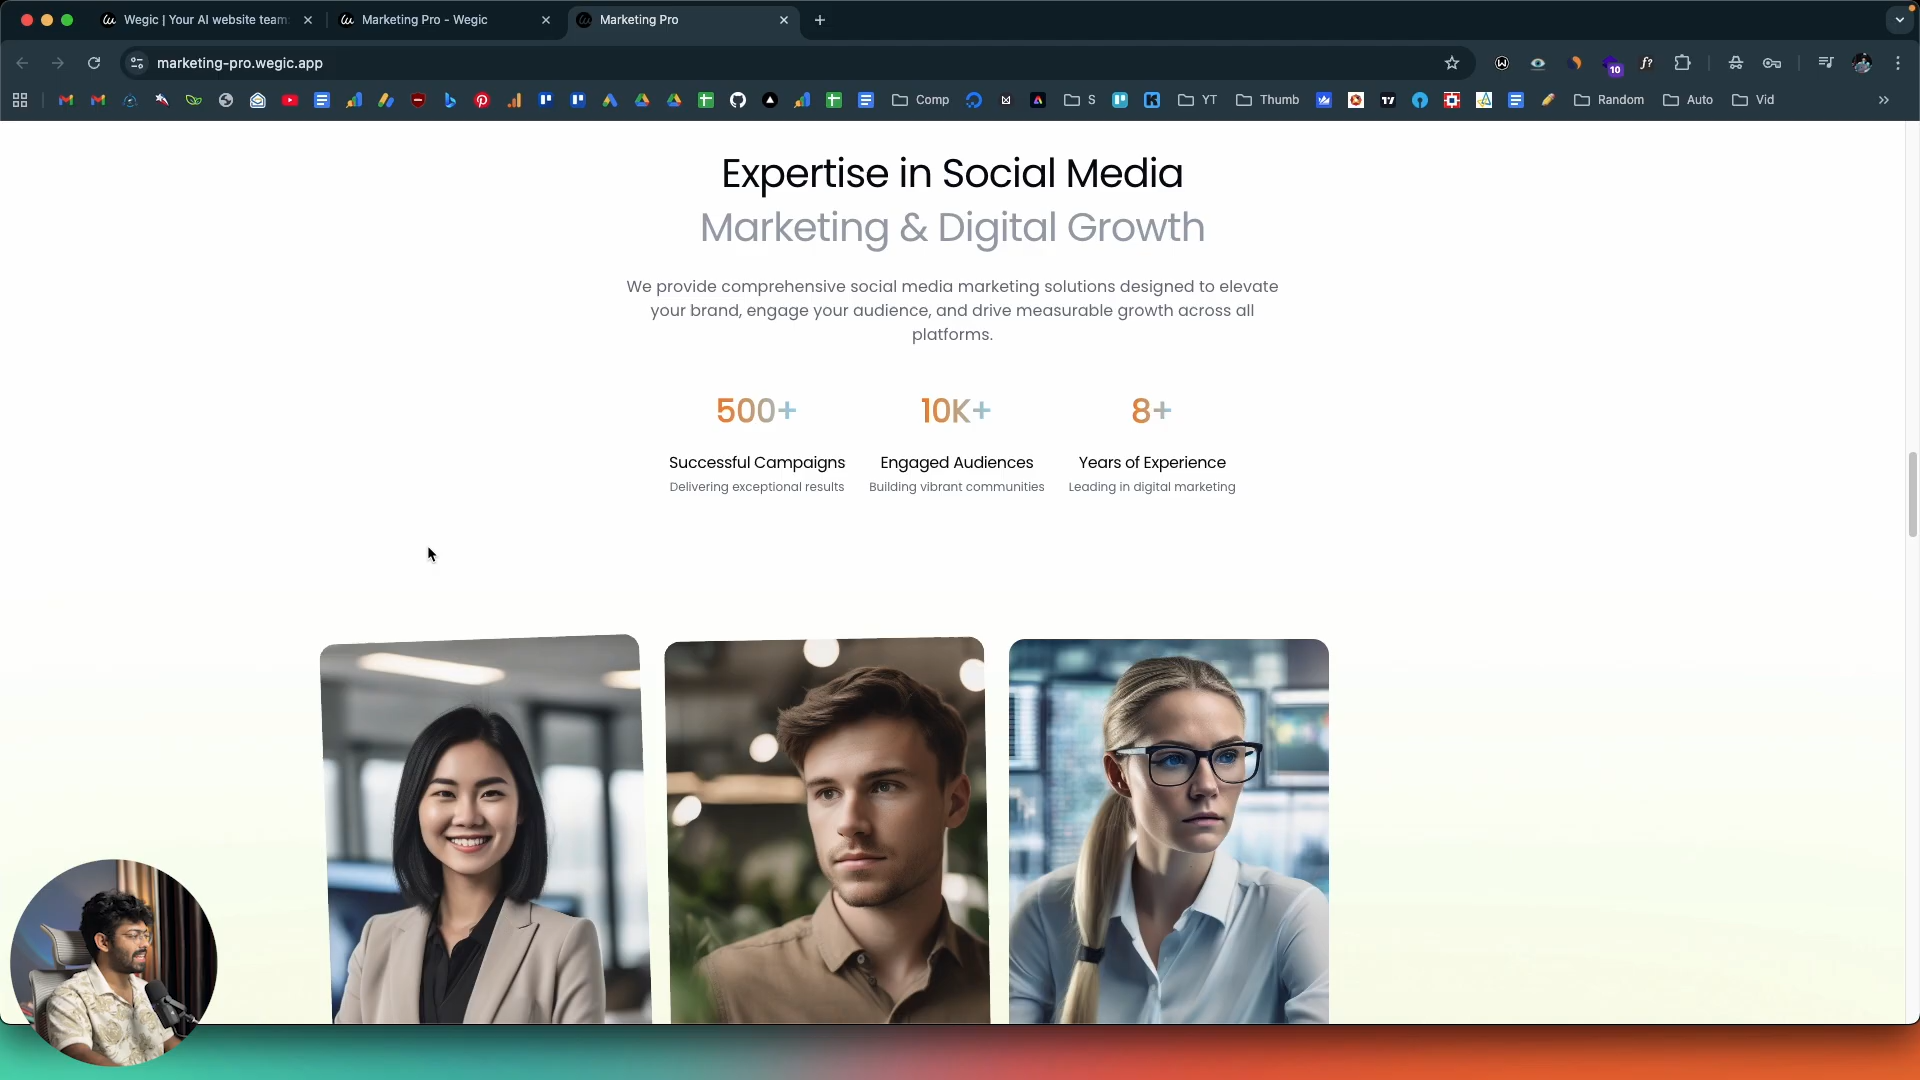 Wegic | Your AI website team
Marketing Pro - Wegic
Marketing Pro
marketing-pro.wegic.app
10
f?
Comp
S
YT
Thumb
Random
Auto
Vid
Expertise in Social Media
Marketing & Digital Growth
We provide comprehensive social media marketing solutions designed to elevate
your brand, engage your audience, and drive measurable growth across all
platforms.
500+
10K+
8+
Successful Campaigns
Engaged Audiences
Years of Experience
Delivering exceptional results
Building vibrant communities
Leading in digital marketing